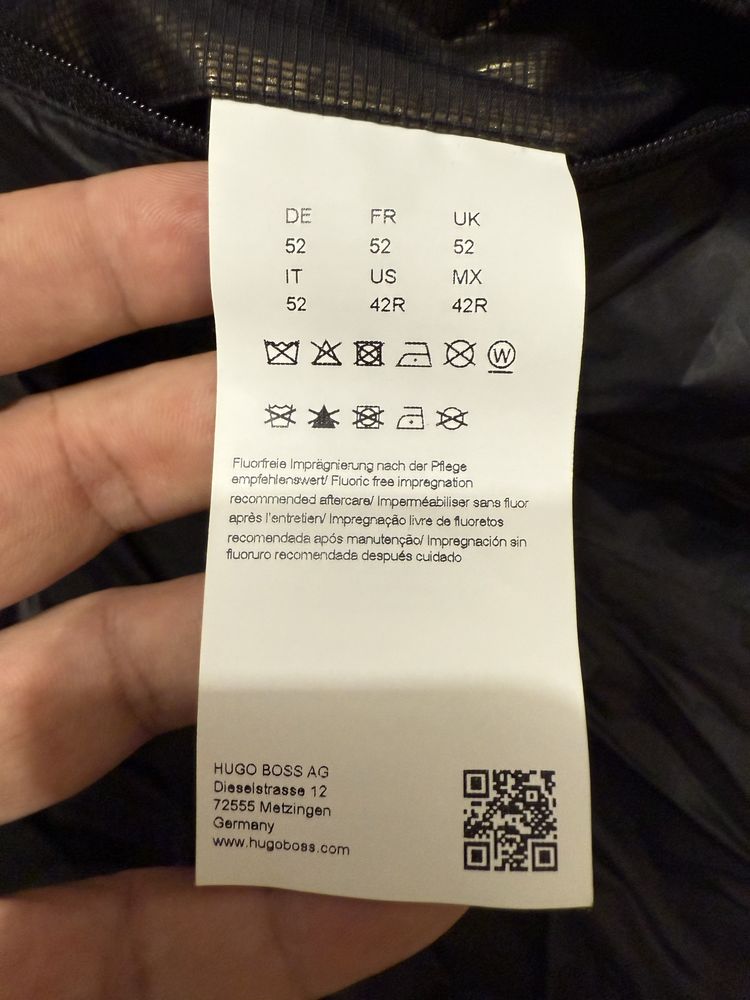 DE FR UK
52 52 52
IT US MX
52 42R 42R
W
Fluorfreie Imprägnierung nach der Pflege
empfehlenswert/ Fluoric free impregnation
recommended aftercare/ Imperméabiliser sans fluor
après l'entretien/ Impregnação livre de fluoretos
recomendada após manutenção/ Impregnación sin
fluoruro recomendada después cuidado
HUGO BOSS AG
Dieselstrasse 12
72555 Metzingen
Germany
www.hugoboss.com